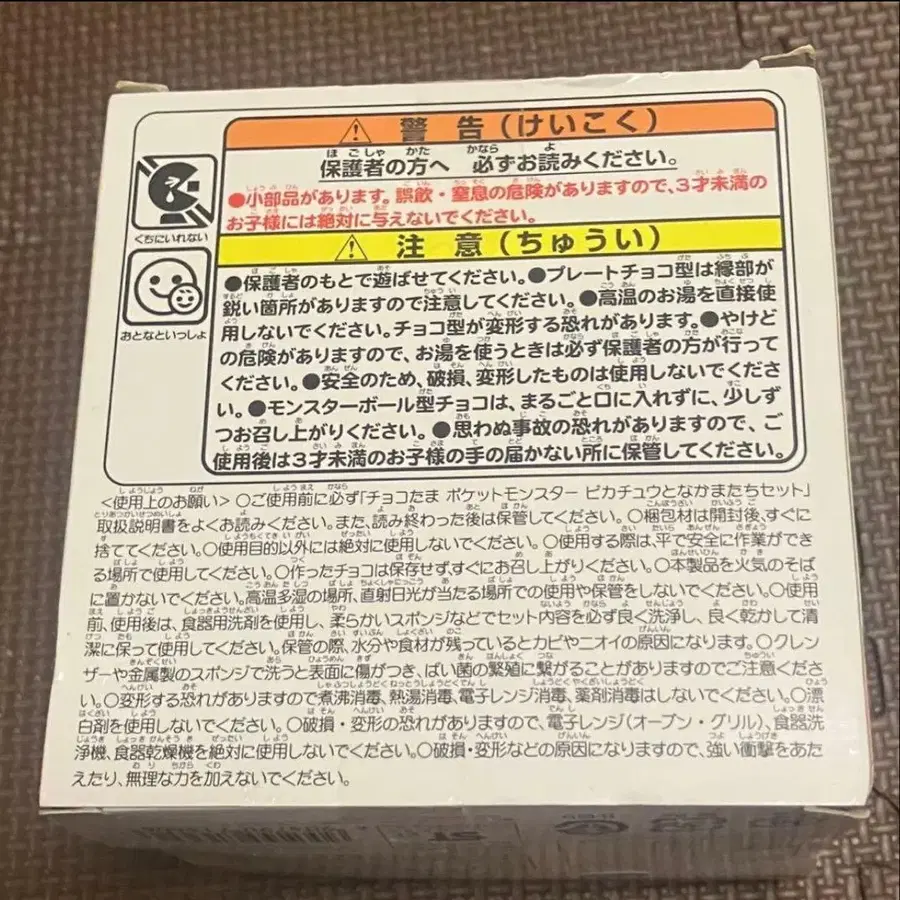 ⚠ 警告(けいこく)
保護者の方へ 必ずお読みください。
●小部品があります。誤飲・窒息の危険がありますので、3才未満の
お子様には絶対に与えないでください。
くちにいれない
おとなといっしょ
⚠ 注意(ちゅうい)
●保護者のもとで遊ばせてください。●プレートチョコ型は縁部が
鋭い箇所がありますので注意してください。●高温のお湯を直接使
用しないでください。チョコ型が変形する恐れがあります。●やけど
の危険がありますので、お湯を使うときは必ず保護者の方が行って
ください。●安全のため、破損、変形したものは使用しないでくださ
い。●モンスターボール型チョコは、まるごと口に入れずに、少しず
つお召し上がりください。●思わぬ事故の恐れがありますので、ご
使用後は3才未満のお子様の手の届かない所に保管してください。
<使用上のお願い> ○ご使用前に必ず「チョコたま ポケットモンスター ピカチュウとなかまたちセット」
取扱説明書をよくお読みください。また、読み終わった後は保管してください。○梱包材は開封後、すぐに
捨ててください。○使用目的以外には絶対に使用しないでください。○使用する際は、平で安全に作業ができ
る場所で使用してください。○作ったチョコは保存せず、すぐにお召し上がりください。○本製品を火気のそば
に置かないでください。高温多湿の場所、直射日光が当たる場所での使用や保管をしないでください。○使用
前、使用後は、食器用洗剤を使用し、柔らかいスポンジなどでセット内容を必ず良く洗浄し、良く乾かして清
潔に保って使用してください。保管の際、水分や食材が残っているとカビやニオイの原因になります。○クレン
ザーや金属製のスポンジで洗うと表面に傷がつき、ばい菌の繁殖に繋がることがありますのでご注意くださ
い。○変形する恐れがありますので煮沸消毒、熱湯消毒、電子レンジ消毒、薬剤消毒はしないでください。○漂
白剤を使用しないでください。○破損・変形の恐れがありますので、電子レンジ(オーブン・グリル)、食器洗
浄機、食器乾燥機を絶対に使用しないでください。○破損・変形などの原因になりますので、強い衝撃をあた
えたり、無理な力を加えないでください。
ST